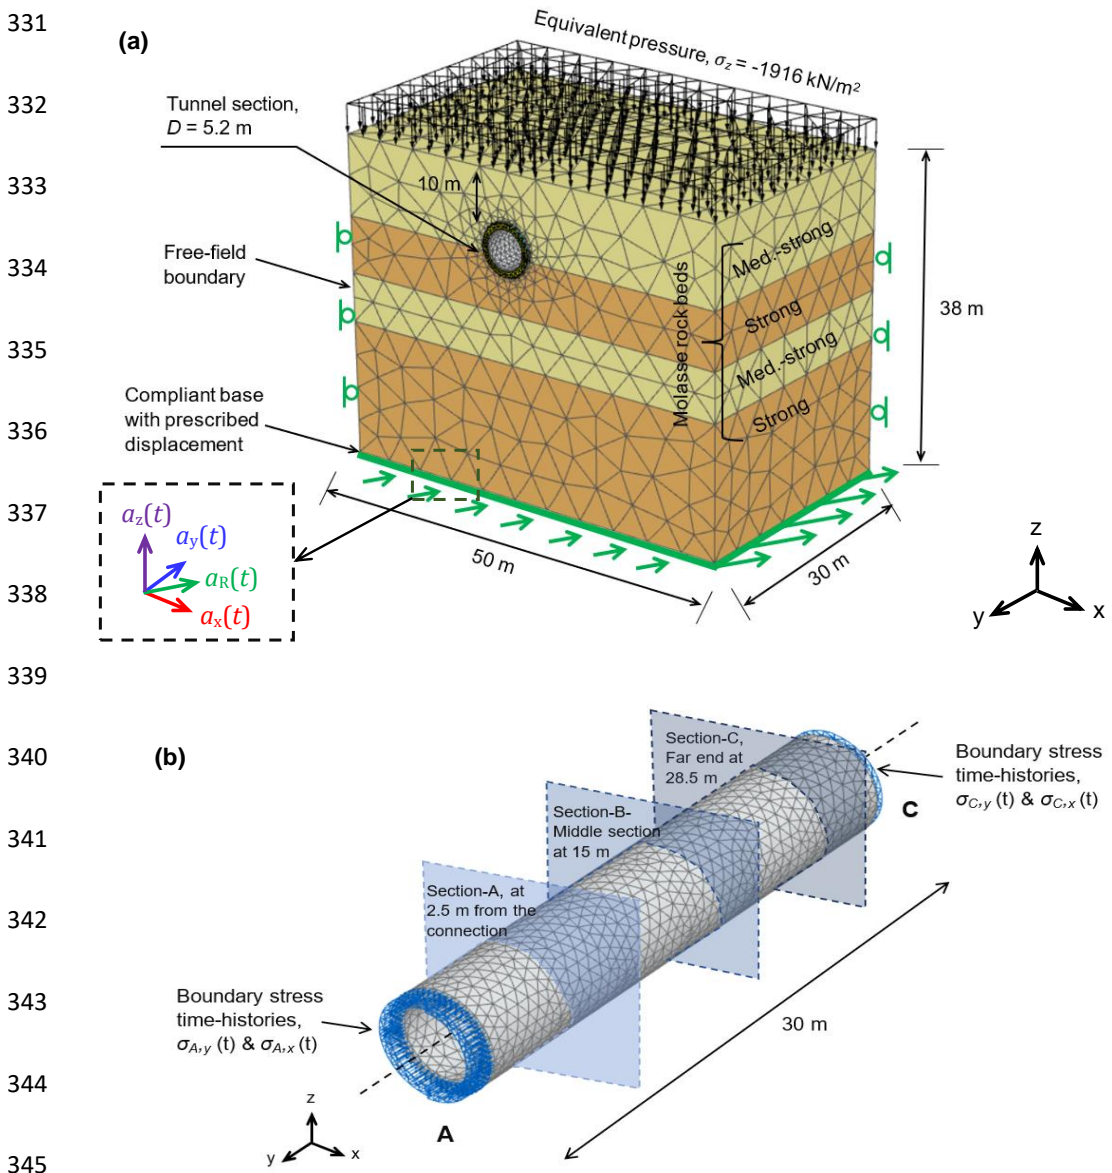 331
(a)
Equivalent pressure, σz = -1916 kN/m²
332
Tunnel section,
D = 5.2 m
333
10 m
Free-field
boundary
334
Molasse rock beds
Med.-strong
Strong
Med.-strong
Strong
38 m
335
Compliant base
with prescribed
displacement
336
337
az(t)
ay(t)
aR(t)
ax(t)
50 m
30 m
338
z
y
x
339
340
(b)
Section-C,
Far end at
28.5 m
Boundary stress
time-histories,
σC,y (t) & σC,x (t)
C
341
Section-B-
Middle section
at 15 m
342
Section-A, at
2.5 m from the
connection
343
Boundary stress
time-histories,
σA,y (t) & σA,x (t)
30 m
344
A
z
y
x
345